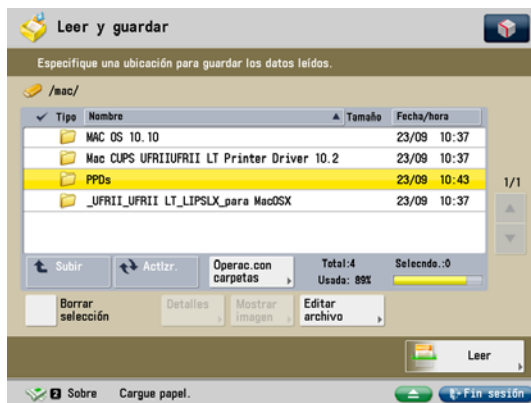 Leer y guardar
Especifique una ubicación para guardar los datos leídos.
/mac/
Tipo Nombre Tamaño Fecha/hora
MAC OS 10.10 23/09 10:37
Mac CUPS UFRIIUFRII LT Printer Driver 10.2 23/09 10:37
PPDs 23/09 10:43
_UFRII_UFRII LT_LIPSLX_para MacOSX 23/09 10:37
1/1
Subir Actlzr. Operac.con carpetas Total:4 Selecndo.:0
Usada: 89%
Borrar selección Detalles Mostrar imagen Editar archivo
Leer
2 Sobre Cargue papel. Fin sesión